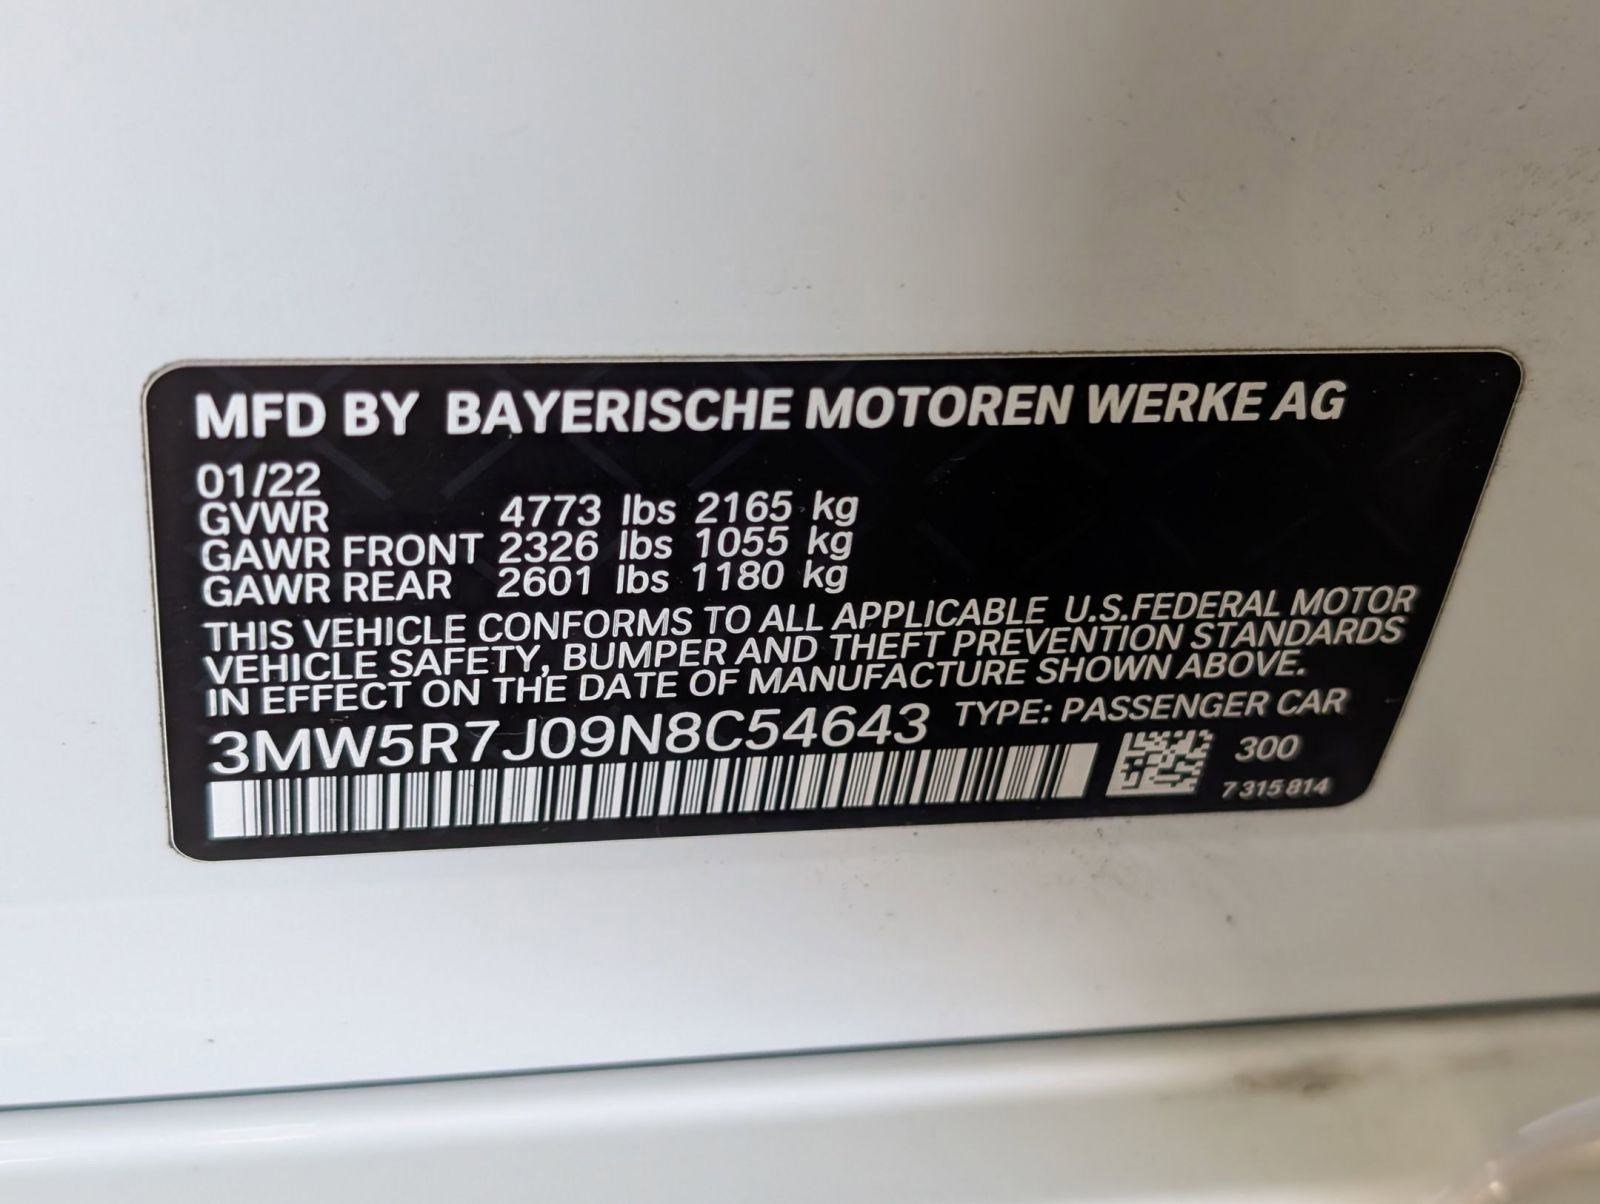 MFD BY BAYERISCHE MOTOREN WERKE AG
01/22
GVWR 4773 lbs 2165 kg
GAWR FRONT 2326 lbs 1055 kg
GAWR REAR 2601 lbs 1180 kg
THIS VEHICLE CONFORMS TO ALL APPLICABLE U.S.FEDERAL MOTOR
VEHICLE SAFETY, BUMPER AND THEFT PREVENTION STANDARDS
IN EFFECT ON THE DATE OF MANUFACTURE SHOWN ABOVE.
3MW5R7J09N8C54643 TYPE: PASSENGER CAR
300
7 315 814